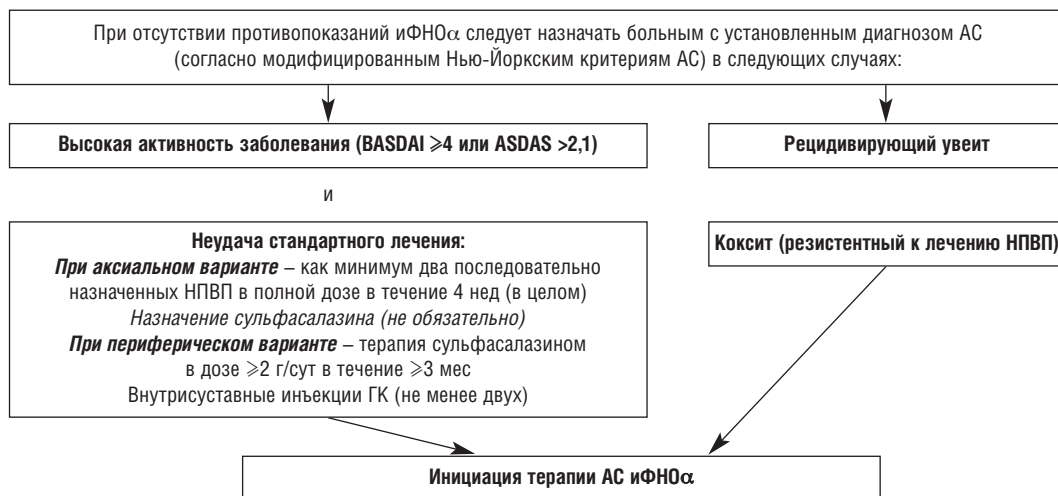 При отсутствии противопоказаний иФНОα следует назначать больным с установленным диагнозом АС
(согласно модифицированным Нью-Йоркским критериям АС) в следующих случаях:
Высокая активность заболевания (BASDAI ⩾4 или ASDAS >2,1)
Рецидивирующий увеит
и
Неудача стандартного лечения:
При аксиальном варианте – как минимум два последовательно
назначенных НПВП в полной дозе в течение 4 нед (в целом)
Назначение сульфасалазина (не обязательно)
При периферическом варианте – терапия сульфасалазином
в дозе ⩾2 г/сут в течение ⩾3 мес
Внутрисуставные инъекции ГК (не менее двух)
Коксит (резистентный к лечению НПВП)
Инициация терапии АС иФНОα